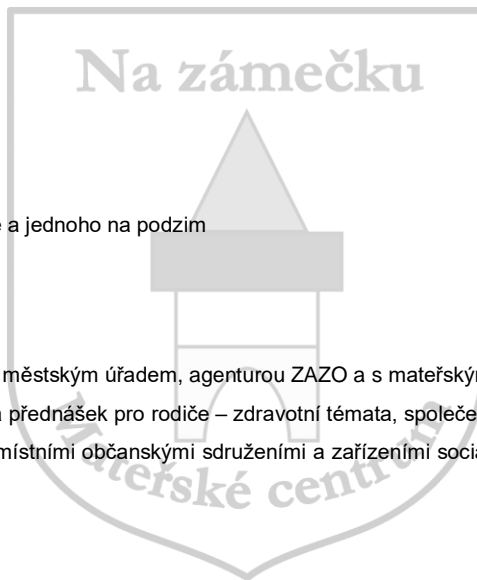 Na zámečku
a jednoho na podzim
městským úřadem, agenturou ZAZO a s mateřským
přednášek pro rodiče – zdravotní témata, společe
místními občanskými sdruženími a zařízeními sociá
Mateřské centrum